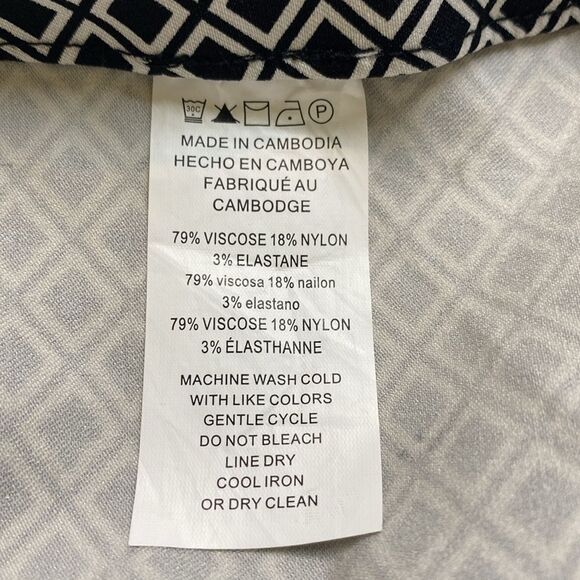 30C
P
MADE IN CAMBODIA
HECHO EN CAMBOYA
FABRIQUÉ AU
CAMBODGE
79% VISCOSE 18% NYLON
3% ELASTANE
79% viscosa 18% nailon
3% elastano
79% VISCOSE 18% NYLON
3% ÉLASTHANNE
MACHINE WASH COLD
WITH LIKE COLORS
GENTLE CYCLE
DO NOT BLEACH
LINE DRY
COOL IRON
OR DRY CLEAN